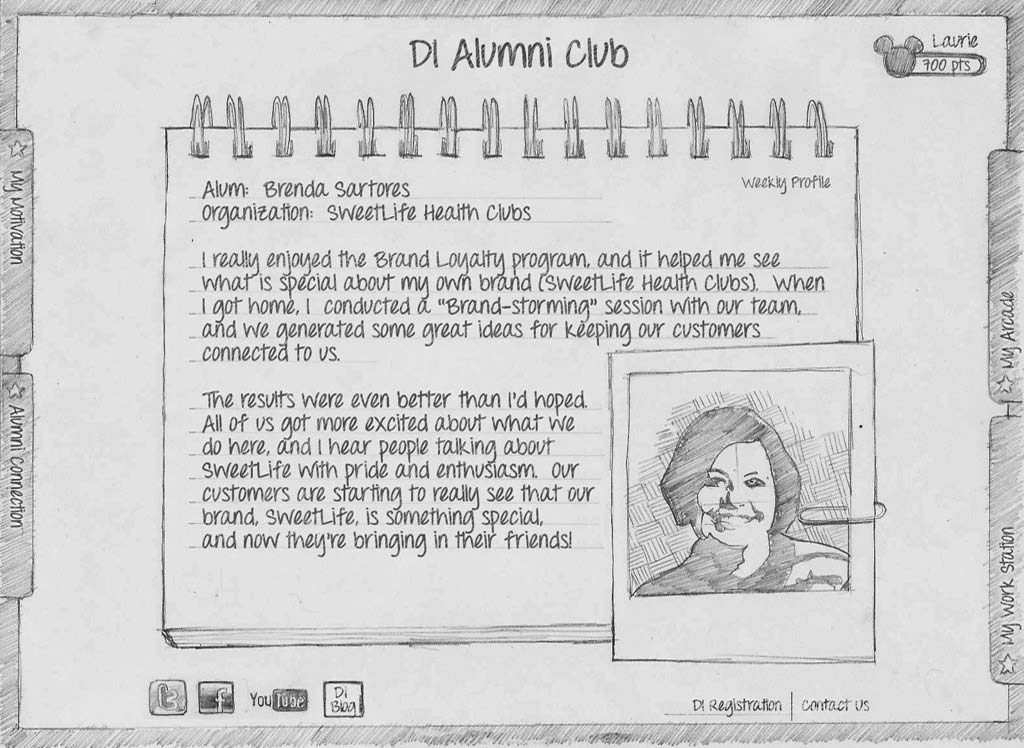 DI Alumni Club
Laurie
700 pts
My Motivation
Alumni Connection
Weekly Profile
Alum: Brenda Sartores
Organization: SweetLife Health Clubs
I really enjoyed the Brand Loyalty program, and it helped me see
what is special about my own brand (SweetLife Health Clubs). When
I got home, I conducted a "Brand-storming" session with our team,
and we generated some great ideas for keeping our customers
connected to us.
The results were even better than I'd hoped.
All of us got more excited about what we
do here, and I hear people talking about
SweetLife with pride and enthusiasm. Our
customers are starting to really see that our
brand, SweetLife, is something special,
and now they're bringing in their friends!
My Arcade
My Work Station
t
f
YouTube
DI
Blog
DI Registration | Contact Us